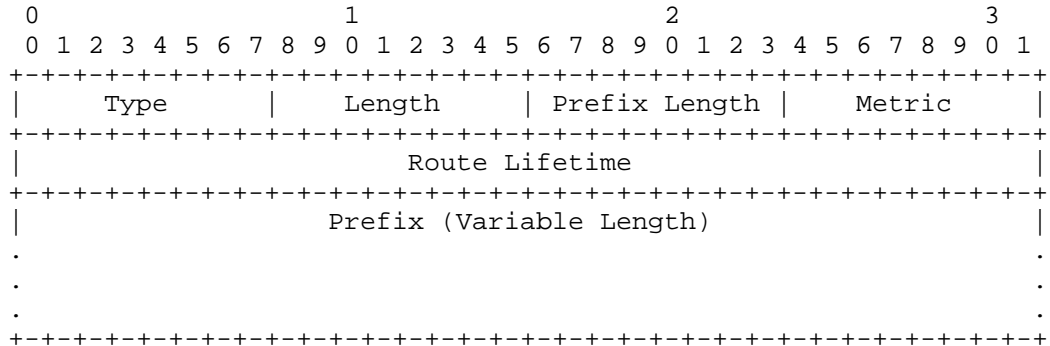 0                   1                   2                   3
 0 1 2 3 4 5 6 7 8 9 0 1 2 3 4 5 6 7 8 9 0 1 2 3 4 5 6 7 8 9 0 1
+-+-+-+-+-+-+-+-+-+-+-+-+-+-+-+-+-+-+-+-+-+-+-+-+-+-+-+-+-+-+-+-+
|     Type      |    Length     | Prefix Length |    Metric     |
+-+-+-+-+-+-+-+-+-+-+-+-+-+-+-+-+-+-+-+-+-+-+-+-+-+-+-+-+-+-+-+-+
|                        Route Lifetime                         |
+-+-+-+-+-+-+-+-+-+-+-+-+-+-+-+-+-+-+-+-+-+-+-+-+-+-+-+-+-+-+-+-+
|                   Prefix (Variable Length)                    |
.                                                               .
.                                                               .
.                                                               .
+-+-+-+-+-+-+-+-+-+-+-+-+-+-+-+-+-+-+-+-+-+-+-+-+-+-+-+-+-+-+-+-+